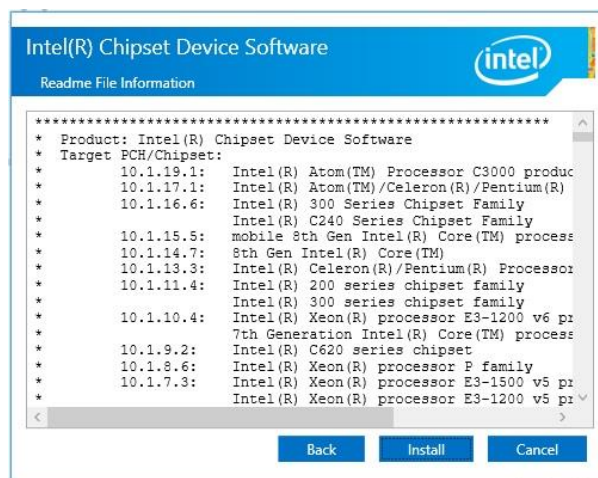 Intel(R) Chipset Device Software
intel
Readme File Information
*************************************************************
* Product: Intel(R) Chipset Device Software
* Target PCH/Chipset:
* 10.1.19.1: Intel(R) Atom(TM) Processor C3000 produc
* 10.1.17.1: Intel(R) Atom(TM)/Celeron(R)/Pentium(R)
* 10.1.16.6: Intel(R) 300 Series Chipset Family
* Intel(R) C240 Series Chipset Family
* 10.1.15.5: mobile 8th Gen Intel(R) Core(TM) process
* 10.1.14.7: 8th Gen Intel(R) Core(TM)
* 10.1.13.3: Intel(R) Celeron(R)/Pentium(R) Processor
* 10.1.11.4: Intel(R) 200 series chipset family
* Intel(R) 300 series chipset family
* 10.1.10.4: Intel(R) Xeon(R) processor E3-1200 v6 pr
* 7th Generation Intel(R) Core(TM) process
* 10.1.9.2: Intel(R) C620 series chipset
* 10.1.8.6: Intel(R) Xeon(R) processor P family
* 10.1.7.3: Intel(R) Xeon(R) processor E3-1500 v5 pr
* Intel(R) Xeon(R) processor E3-1200 v5 pr
Back Install Cancel